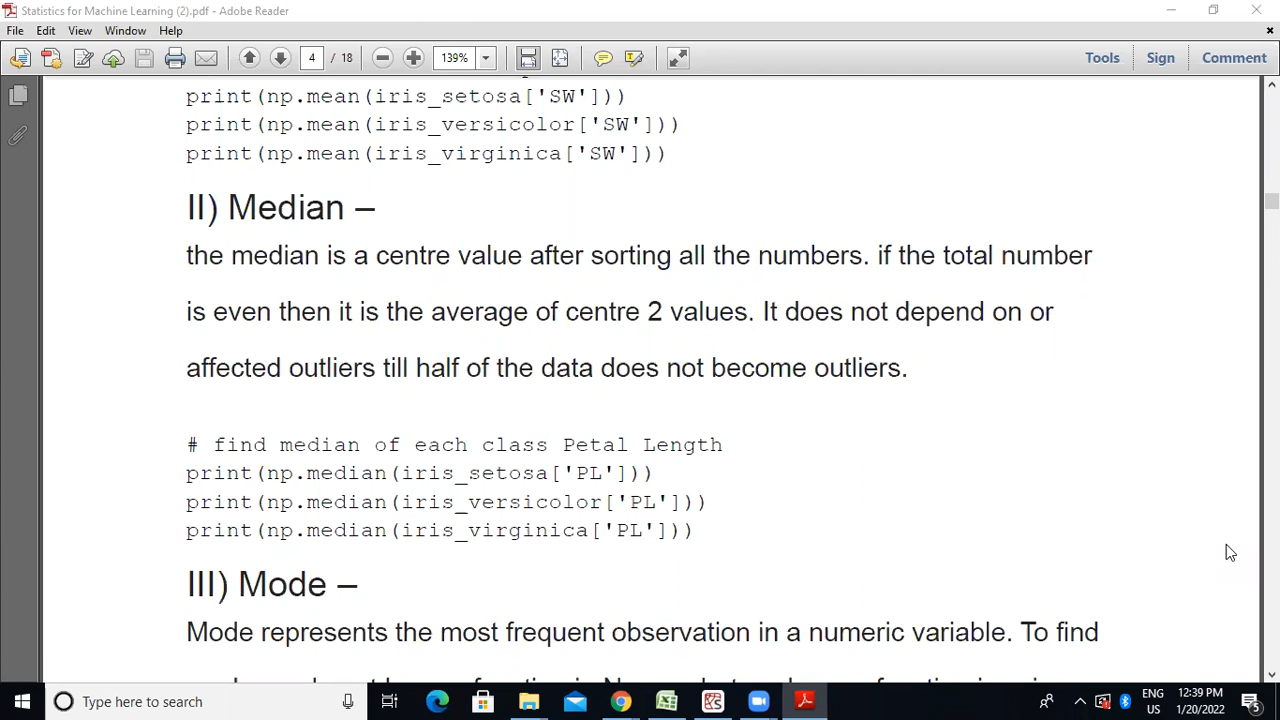 Statistics for Machine Learning (2).pdf - Adobe Reader
File Edit View Window Help
4 / 18 139% Tools Sign Comment
print(np.mean(iris_setosa['SW']))
print(np.mean(iris_versicolor['SW']))
print(np.mean(iris_virginica['SW']))
II) Median –
the median is a centre value after sorting all the numbers. if the total number
is even then it is the average of centre 2 values. It does not depend on or
affected outliers till half of the data does not become outliers.
# find median of each class Petal Length
print(np.median(iris_setosa['PL']))
print(np.median(iris_versicolor['PL']))
print(np.median(iris_virginica['PL']))
III) Mode –
Mode represents the most frequent observation in a numeric variable. To find
Type here to search
ENG 12:39 PM
US 1/20/2022 5